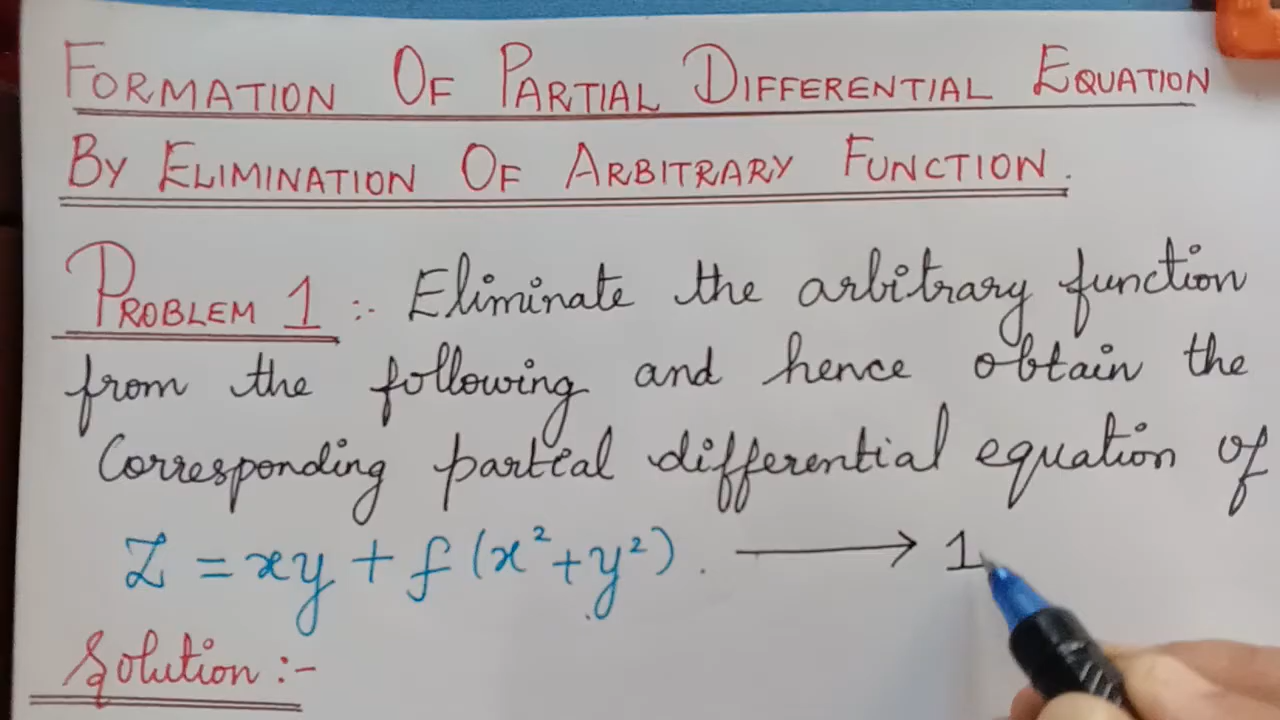 FORMATION OF PARTIAL DIFFERENTIAL EQUATION
BY ELIMINATION OF ARBITRARY FUNCTION.
PROBLEM 1 :- Eliminate the arbitrary function
from the following and hence obtain the
Corresponding partial differential equation of
Z = xy + f(x²+y²). ⟶ 1
Solution :-